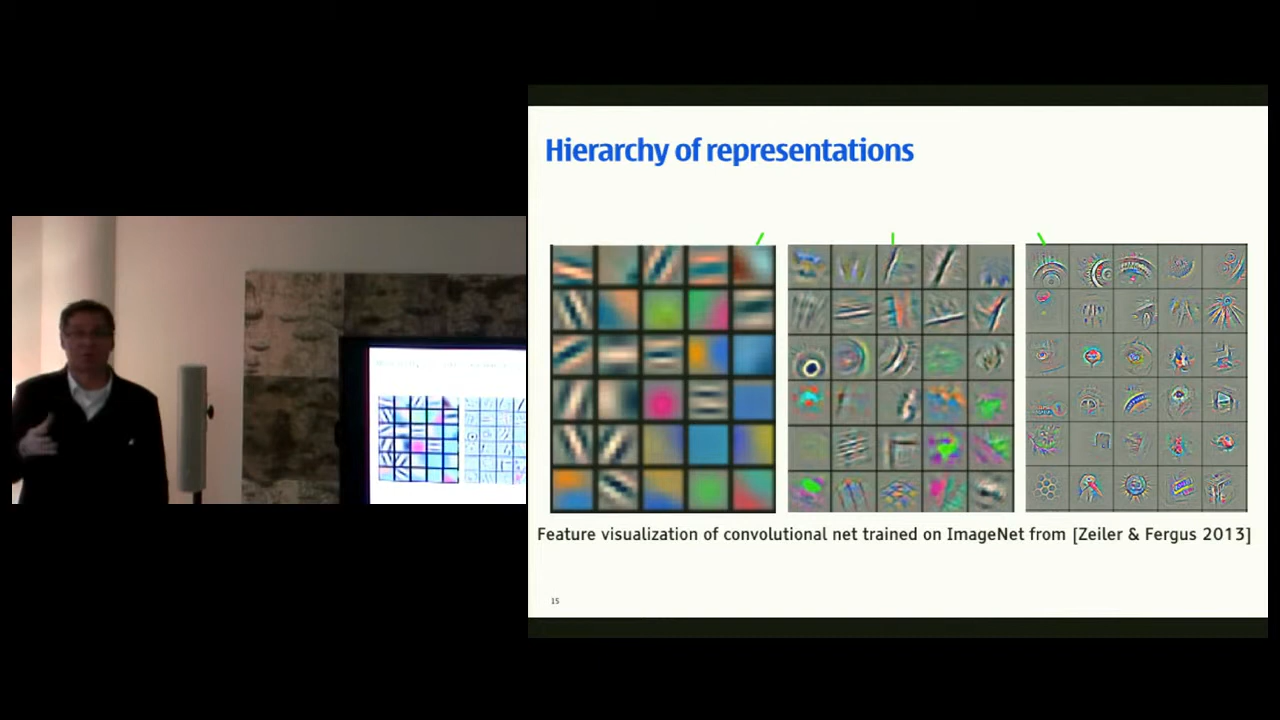 Hierarchy of representations
Feature visualization of convolutional net trained on ImageNet from [Zeiler & Fergus 2013]
15